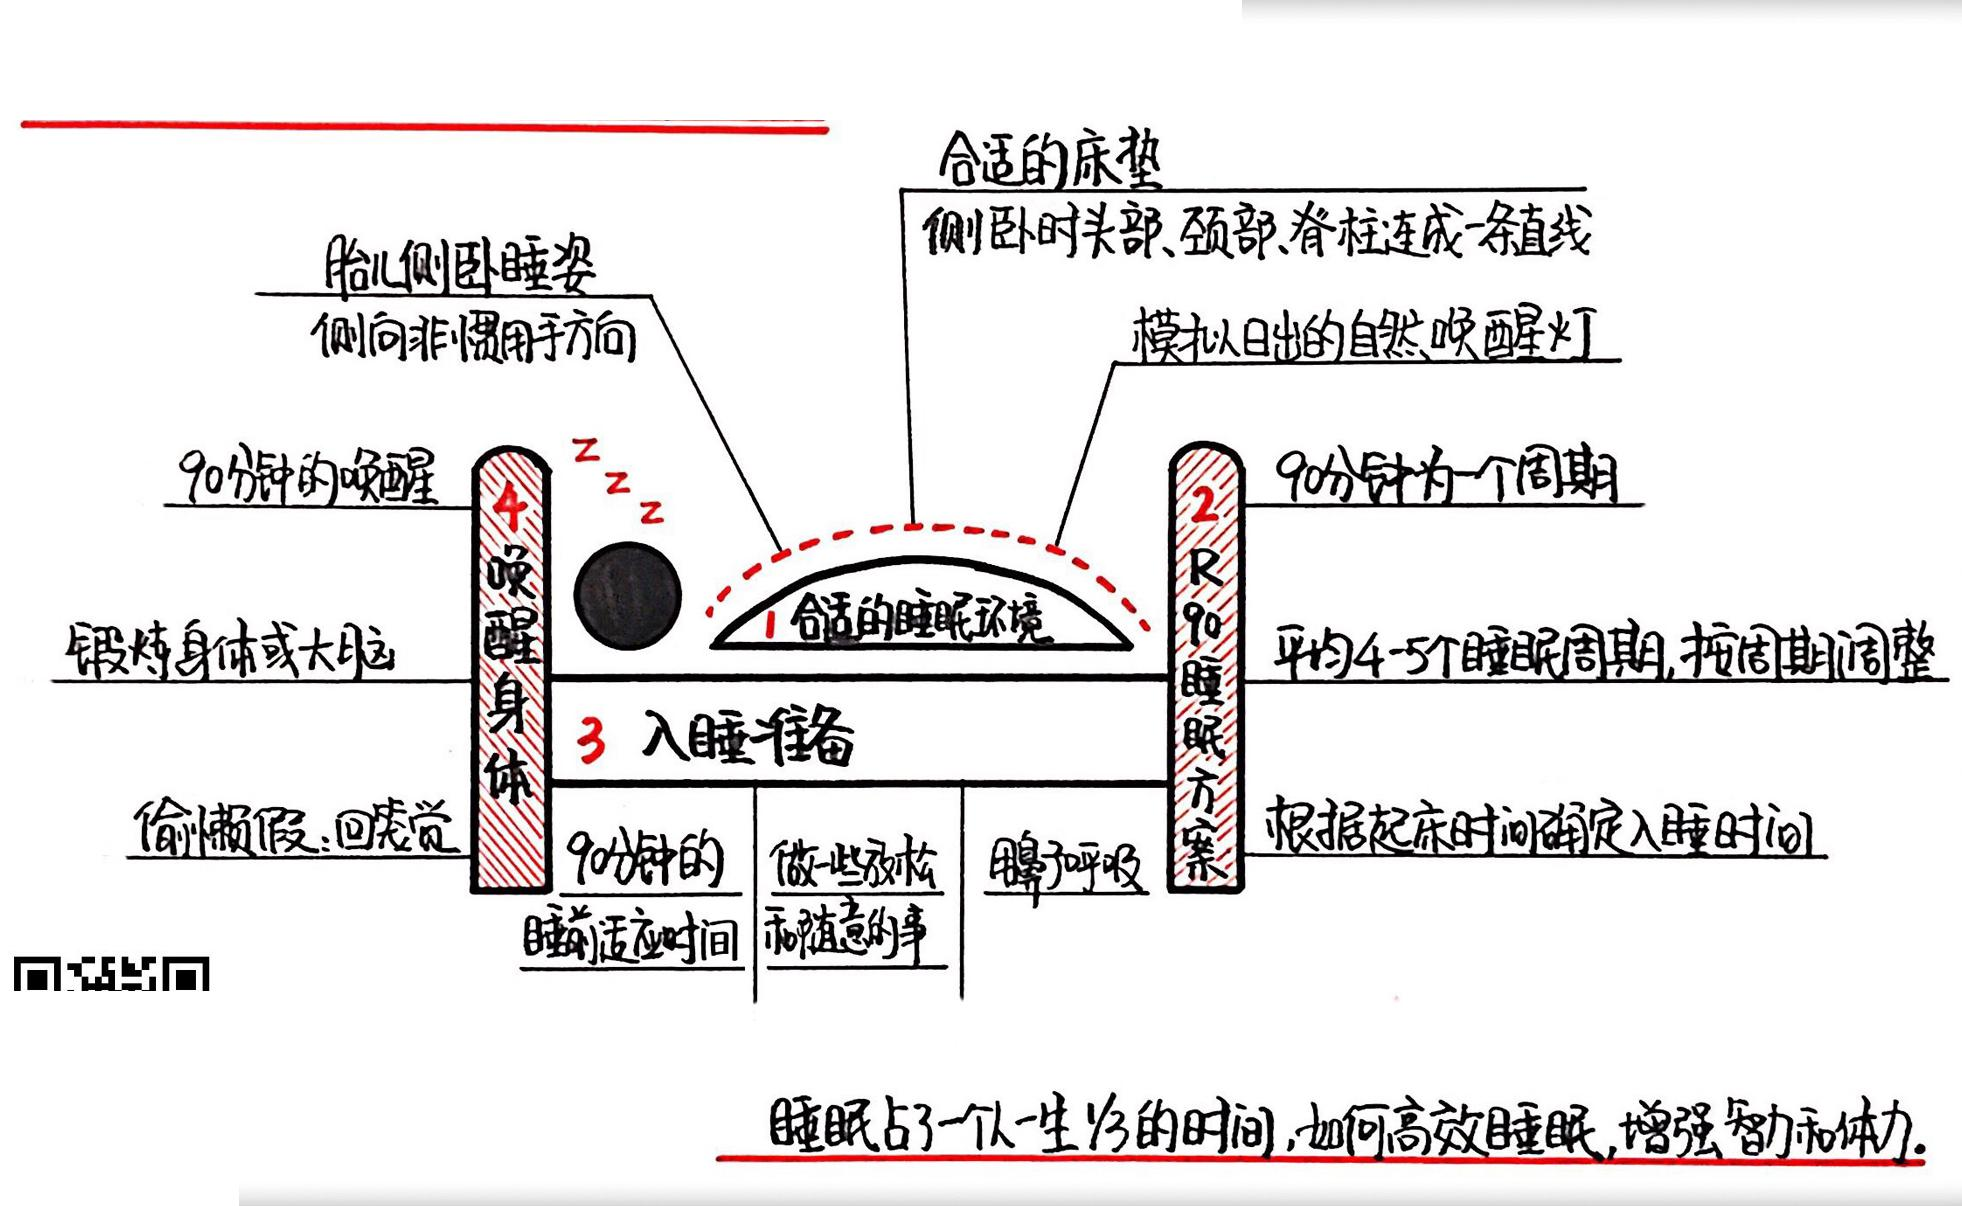 合适的床垫
侧卧时头部、颈部、脊柱连成一条直线
胎儿侧卧睡姿
侧向非惯用手方向
模拟日出的自然唤醒灯
z
z
z
1 合适的睡眠环境
2 R90睡眠方案
90分钟为一个周期
平均4-5个睡眠周期,按周期调整
根据起床时间确定入睡时间
3 入睡准备
90分钟的
睡前适应时间
做一些放松
和随意的事
用鼻子呼吸
4 唤醒身体
90分钟的唤醒
锻炼身体或大脑
偷懒假:回笼觉
睡眠占了一个人一生1/3的时间,如何高效睡眠,增强智力和体力.